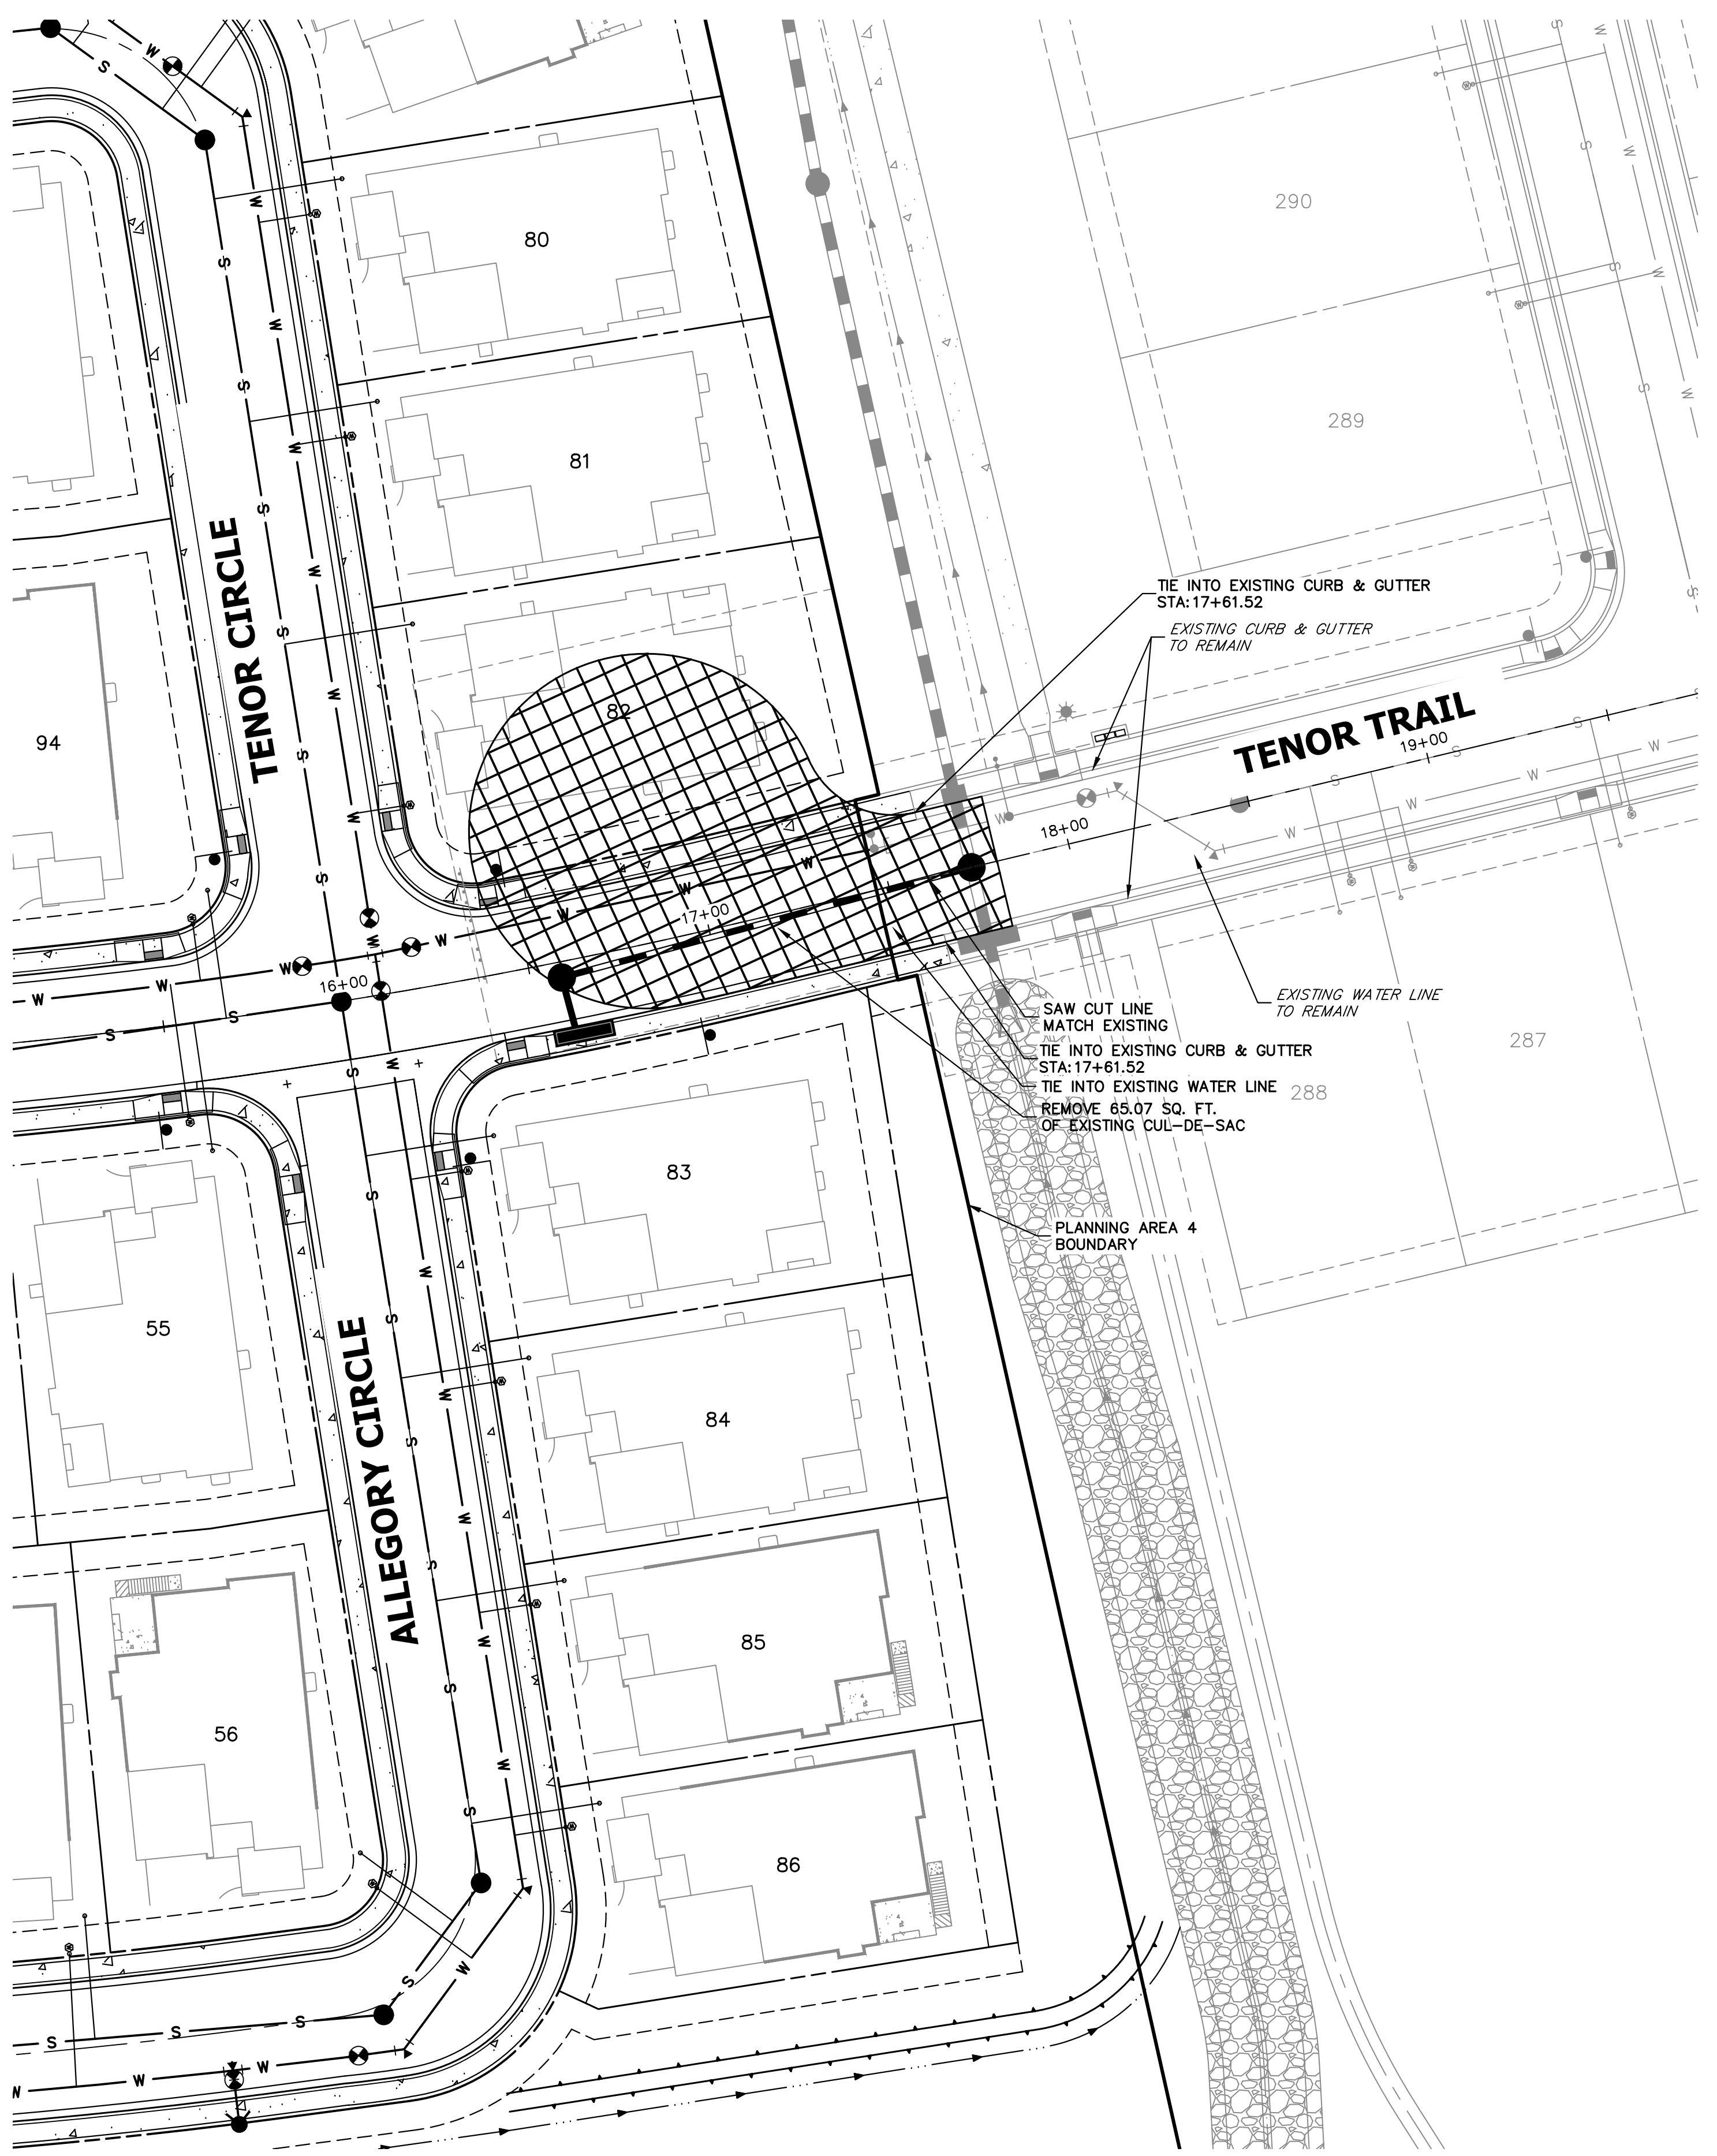 290
80
289
81
TENOR CIRCLE
TIE INTO EXISTING CURB & GUTTER
STA:17+61.52
EXISTING CURB & GUTTER
TO REMAIN
82
94
TENOR TRAIL
19+00
18+00
17+00
16+00
EXISTING WATER LINE
TO REMAIN
SAW CUT LINE
MATCH EXISTING
TIE INTO EXISTING CURB & GUTTER
STA:17+61.52
TIE INTO EXISTING WATER LINE
REMOVE 65.07 SQ. FT.
OF EXISTING CUL-DE-SAC
287
288
83
PLANNING AREA 4
BOUNDARY
55
84
ALLEGORY CIRCLE
85
56
86
S
W